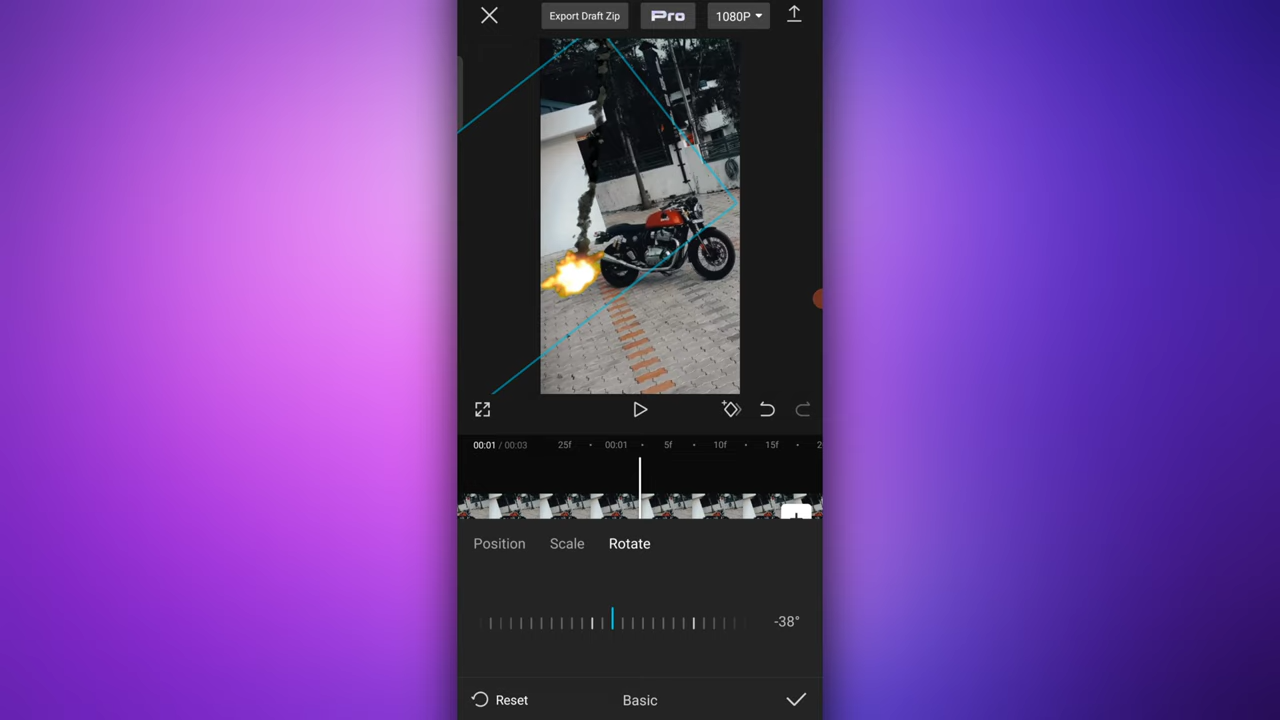 Export Draft Zip Pro 1080P
00:01 / 00:03 25f 00:01 5f 10f 15f 2
Position Scale Rotate
-38°
Reset Basic